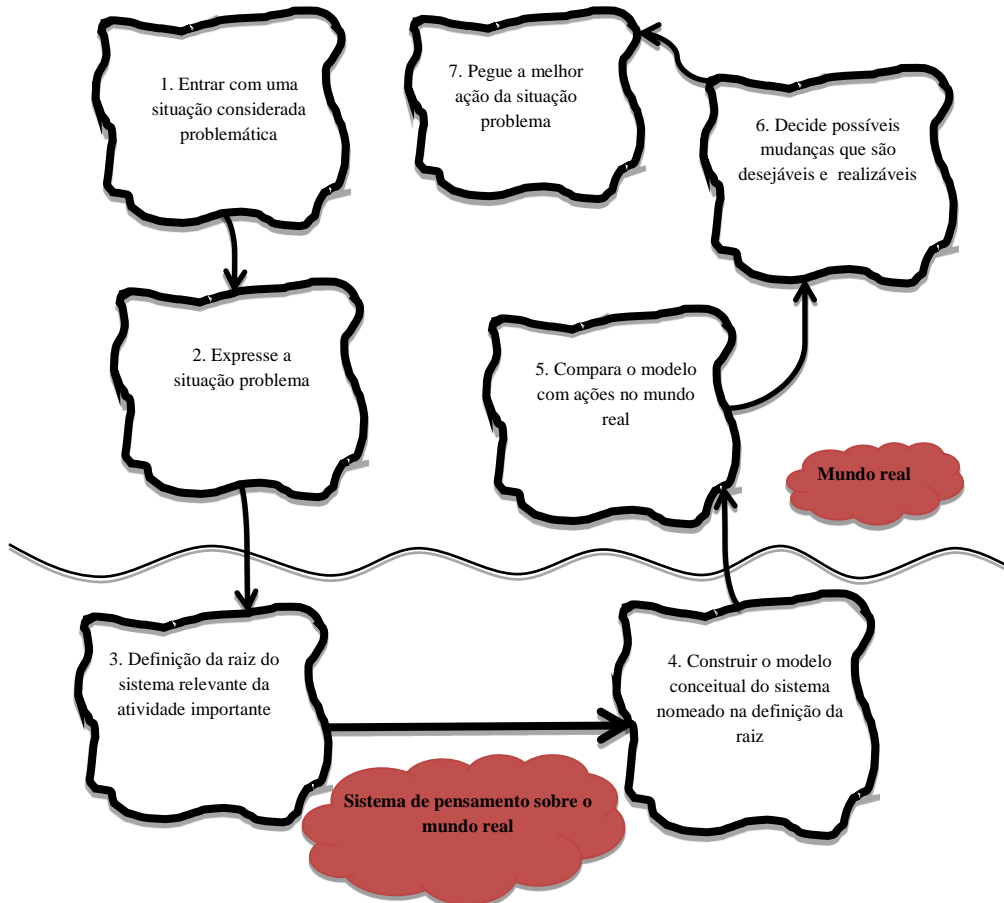 1. Entrar com uma
situação considerada
problemática
2. Expresse a
situação problema
3. Definição da raiz do
sistema relevante da
atividade importante
4. Construir o modelo
conceitual do sistema
nomeado na definição da
raiz
5. Compara o modelo
com ações no mundo
real
6. Decide possíveis
mudanças que são
desejáveis e realizáveis
7. Pegue a melhor
ação da situação
problema
Mundo real
Sistema de pensamento sobre o
mundo real